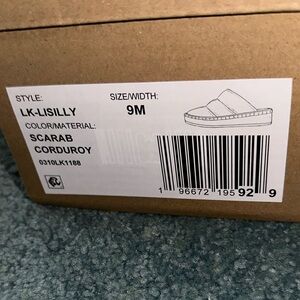 STYLE: SIZE/WIDTH:
LK-LISILLY 9M
COLOR/MATERIAL:
SCARAB
CORDUROY
0310LK1188
1 96672 19592 9